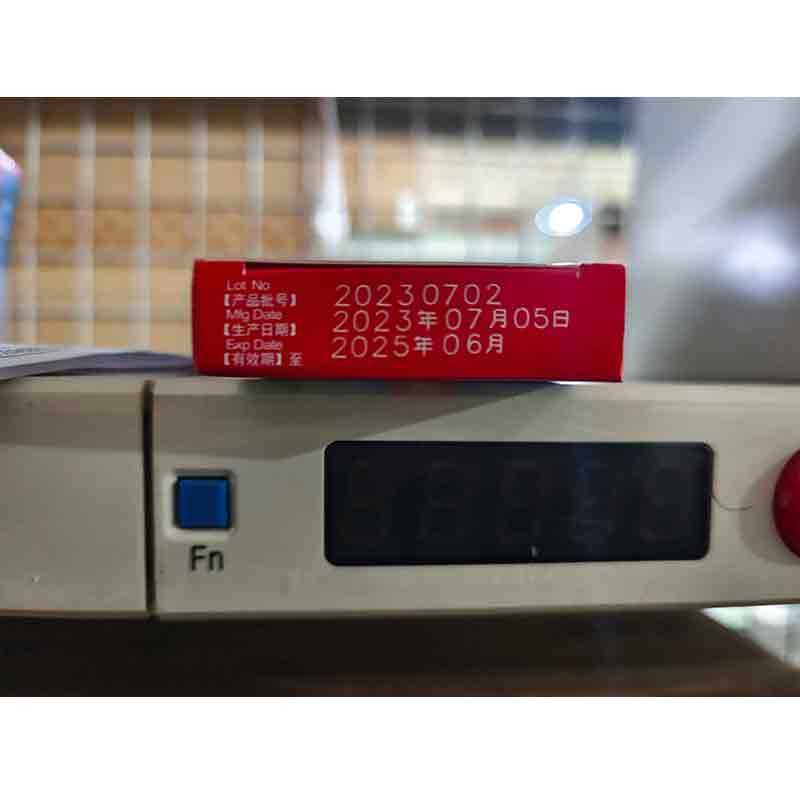 Lot No
【产品批号】 20230702
Mfg Date
【生产日期】 2023年07月05日
Exp Date
【有效期】至 2025年06月
Fn